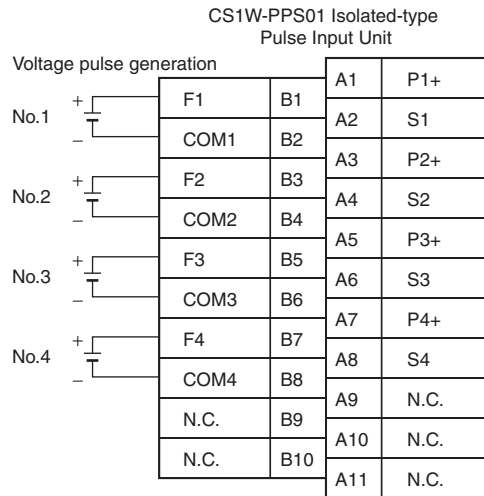 CS1W-PPS01 Isolated-type
Pulse Input Unit
Voltage pulse generation
A1 P1+
No.1 + F1 B1
A2 S1
– COM1 B2
A3 P2+
No.2 + F2 B3
A4 S2
– COM2 B4
A5 P3+
No.3 + F3 B5
A6 S3
– COM3 B6
A7 P4+
No.4 + F4 B7
A8 S4
– COM4 B8
A9 N.C.
N.C. B9
A10 N.C.
N.C. B10
A11 N.C.